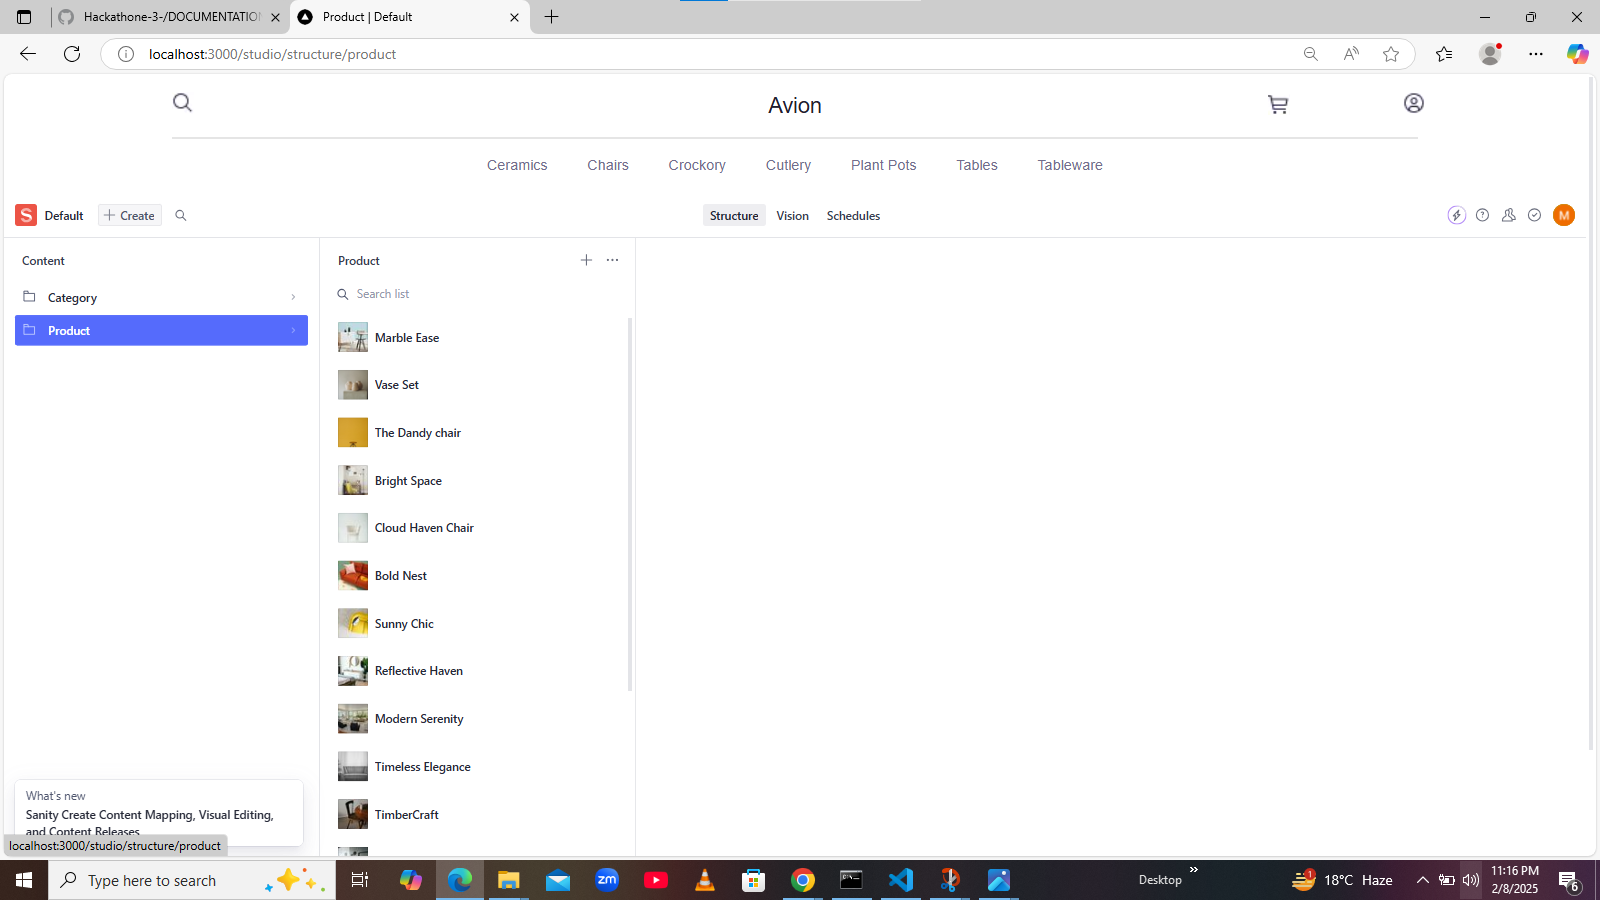 Hackathone-3-/DOCUMENTATION
Product | Default
localhost:3000/studio/structure/product
Avion
Ceramics Chairs Crockory Cutlery Plant Pots Tables Tableware
S Default Create Structure Vision Schedules M
Content
Category
Product
Product
Search list
Marble Ease
Vase Set
The Dandy chair
Bright Space
Cloud Haven Chair
Bold Nest
Sunny Chic
Reflective Haven
Modern Serenity
Timeless Elegance
TimberCraft
What's new
Sanity Create Content Mapping, Visual Editing,
and Content Releases
localhost:3000/studio/structure/product
Type here to search zm Desktop » 1 18°C Haze 11:16 PM
2/8/2025 6